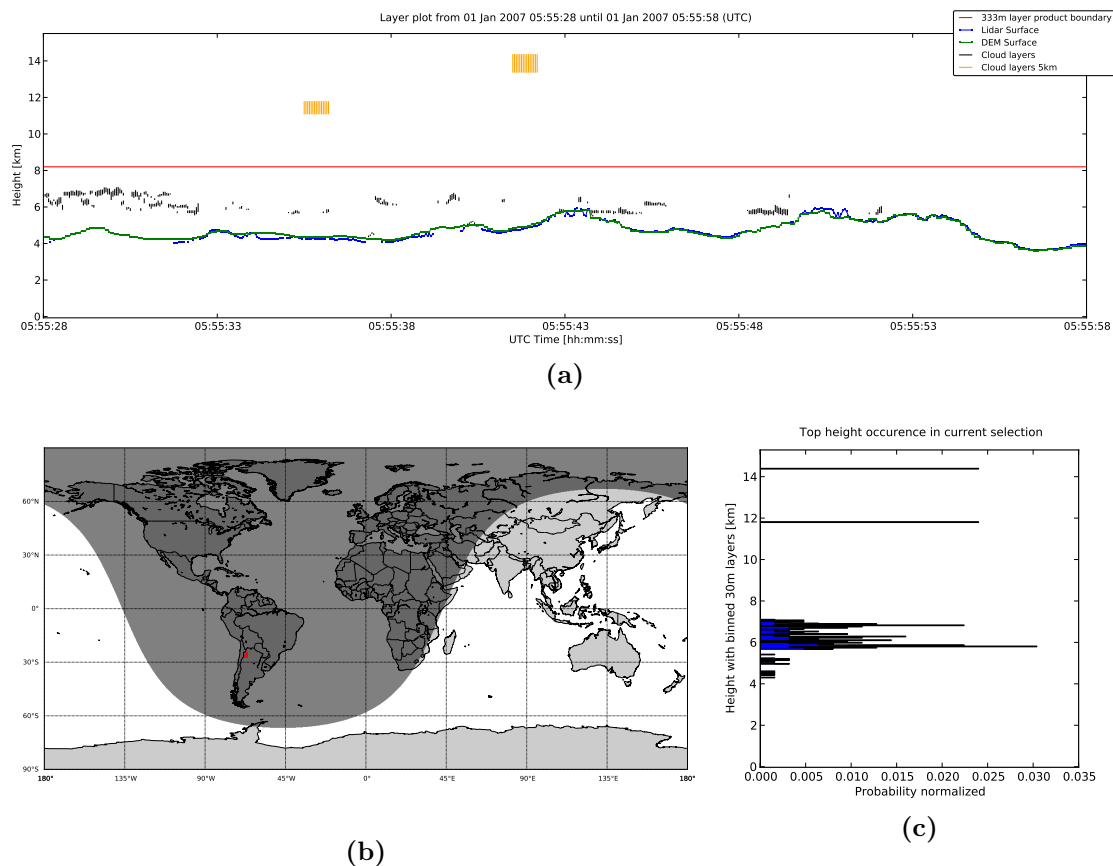 Layer plot from 01 Jan 2007 05:55:28 until 01 Jan 2007 05:55:58 (UTC)
333m layer product boundary
Lidar Surface
DEM Surface
Cloud layers
Cloud layers 5km
Height [km]
14
12
10
8
6
4
2
0
05:55:28 05:55:33 05:55:38 05:55:43 05:55:48 05:55:53 05:55:58
UTC Time [hh:mm:ss]
(a)
60°N
30°N
0°
30°S
60°S
90°S
180° 135°W 90°W 45°W 0° 45°E 90°E 135°E 180°
(b)
Top height occurence in current selection
Height with binned 30m layers [km]
14
12
10
8
6
4
2
0
0.000 0.005 0.010 0.015 0.020 0.025 0.030 0.035
Probability normalized
(c)